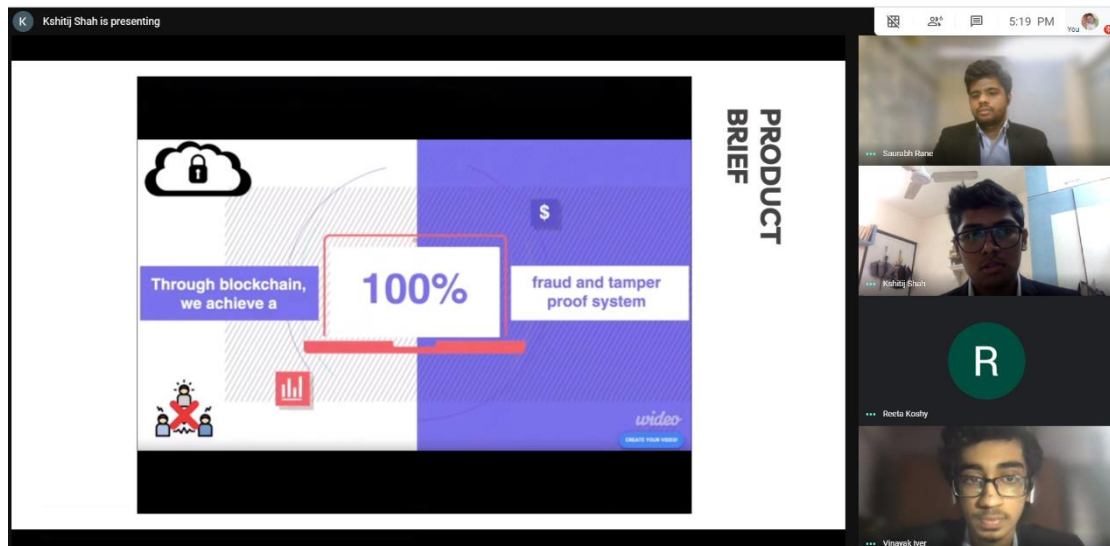 K
Kshitij Shah is presenting
5:19 PM
You
PRODUCT
BRIEF
$
Through blockchain,
we achieve a
100%
fraud and tamper
proof system
wideo
CREATE YOUR VIDEO
Saurabh Rane
Kshitij Shah
R
Reeta Koshy
Vinayak Iyer